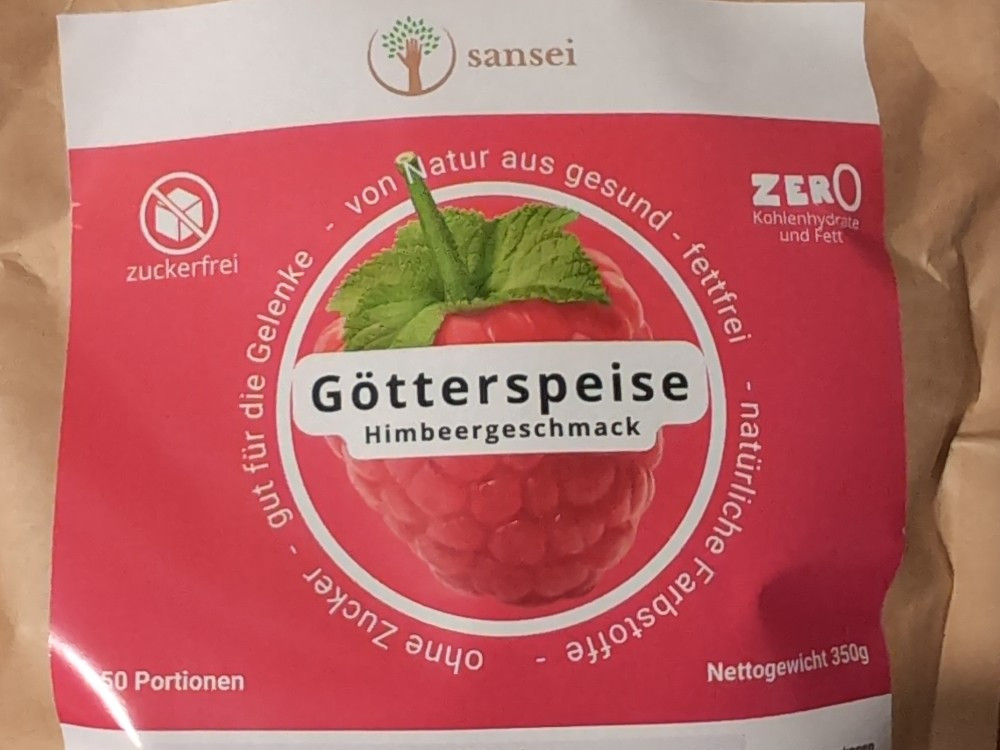 sansei
zuckerfrei
ZERO
Kohlenhydrate
und Fett
von Natur aus gesund - fettfrei - natürliche Farbstoffe - ohne Zucker - gut für die Gelenke -
Götterspeise
Himbeergeschmack
50 Portionen
Nettogewicht 350g